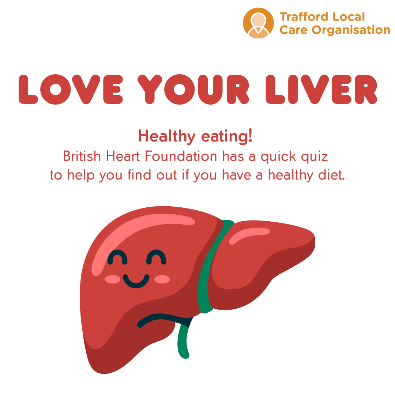 Trafford Local
Care Organisation
LOVE YOUR LIVER
Healthy eating!
British Heart Foundation has a quick quiz
to help you find out if you have a healthy diet.